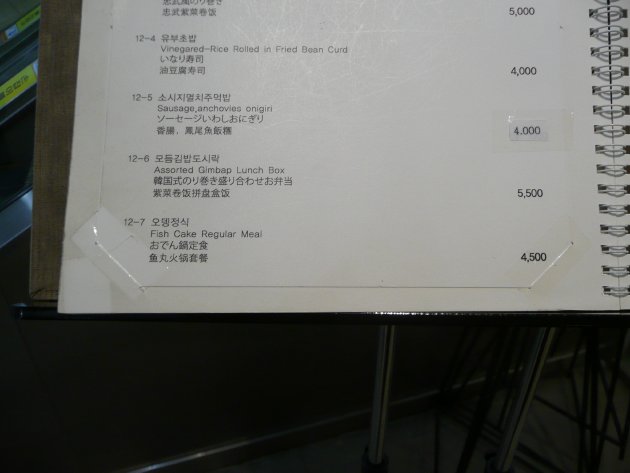 忠武紫菜卷饭
5,000
12-4 유부초밥
Vinegared-Rice Rolled in Fried Bean Curd
いなり寿司
油豆腐寿司
4,000
12-5 소시지멸치주먹밥
Sausage,anchovies onigiri
ソーセージいわしおにぎり
香腸, 鳳尾魚飯糰
4,000
12-6 모듬김밥도시락
Assorted Gimbap Lunch Box
韓国式のり巻き盛り合わせお弁当
紫菜卷饭拼盘盒饭
5,500
12-7 오뎅정식
Fish Cake Regular Meal
おでん鍋定食
鱼丸火锅套餐
4,500